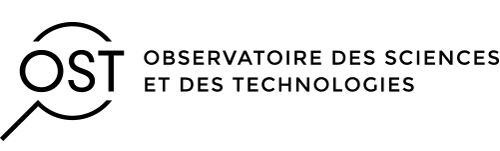 OST
OBSERVATOIRE DES SCIENCES
ET DES TECHNOLOGIES